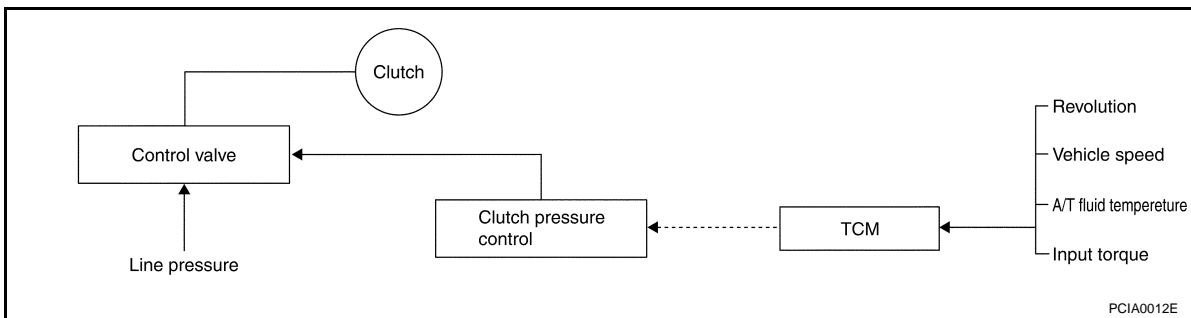 Clutch
Control valve
Line pressure
Clutch pressure
control
TCM
Revolution
Vehicle speed
A/T fluid tempereture
Input torque
PCIA0012E